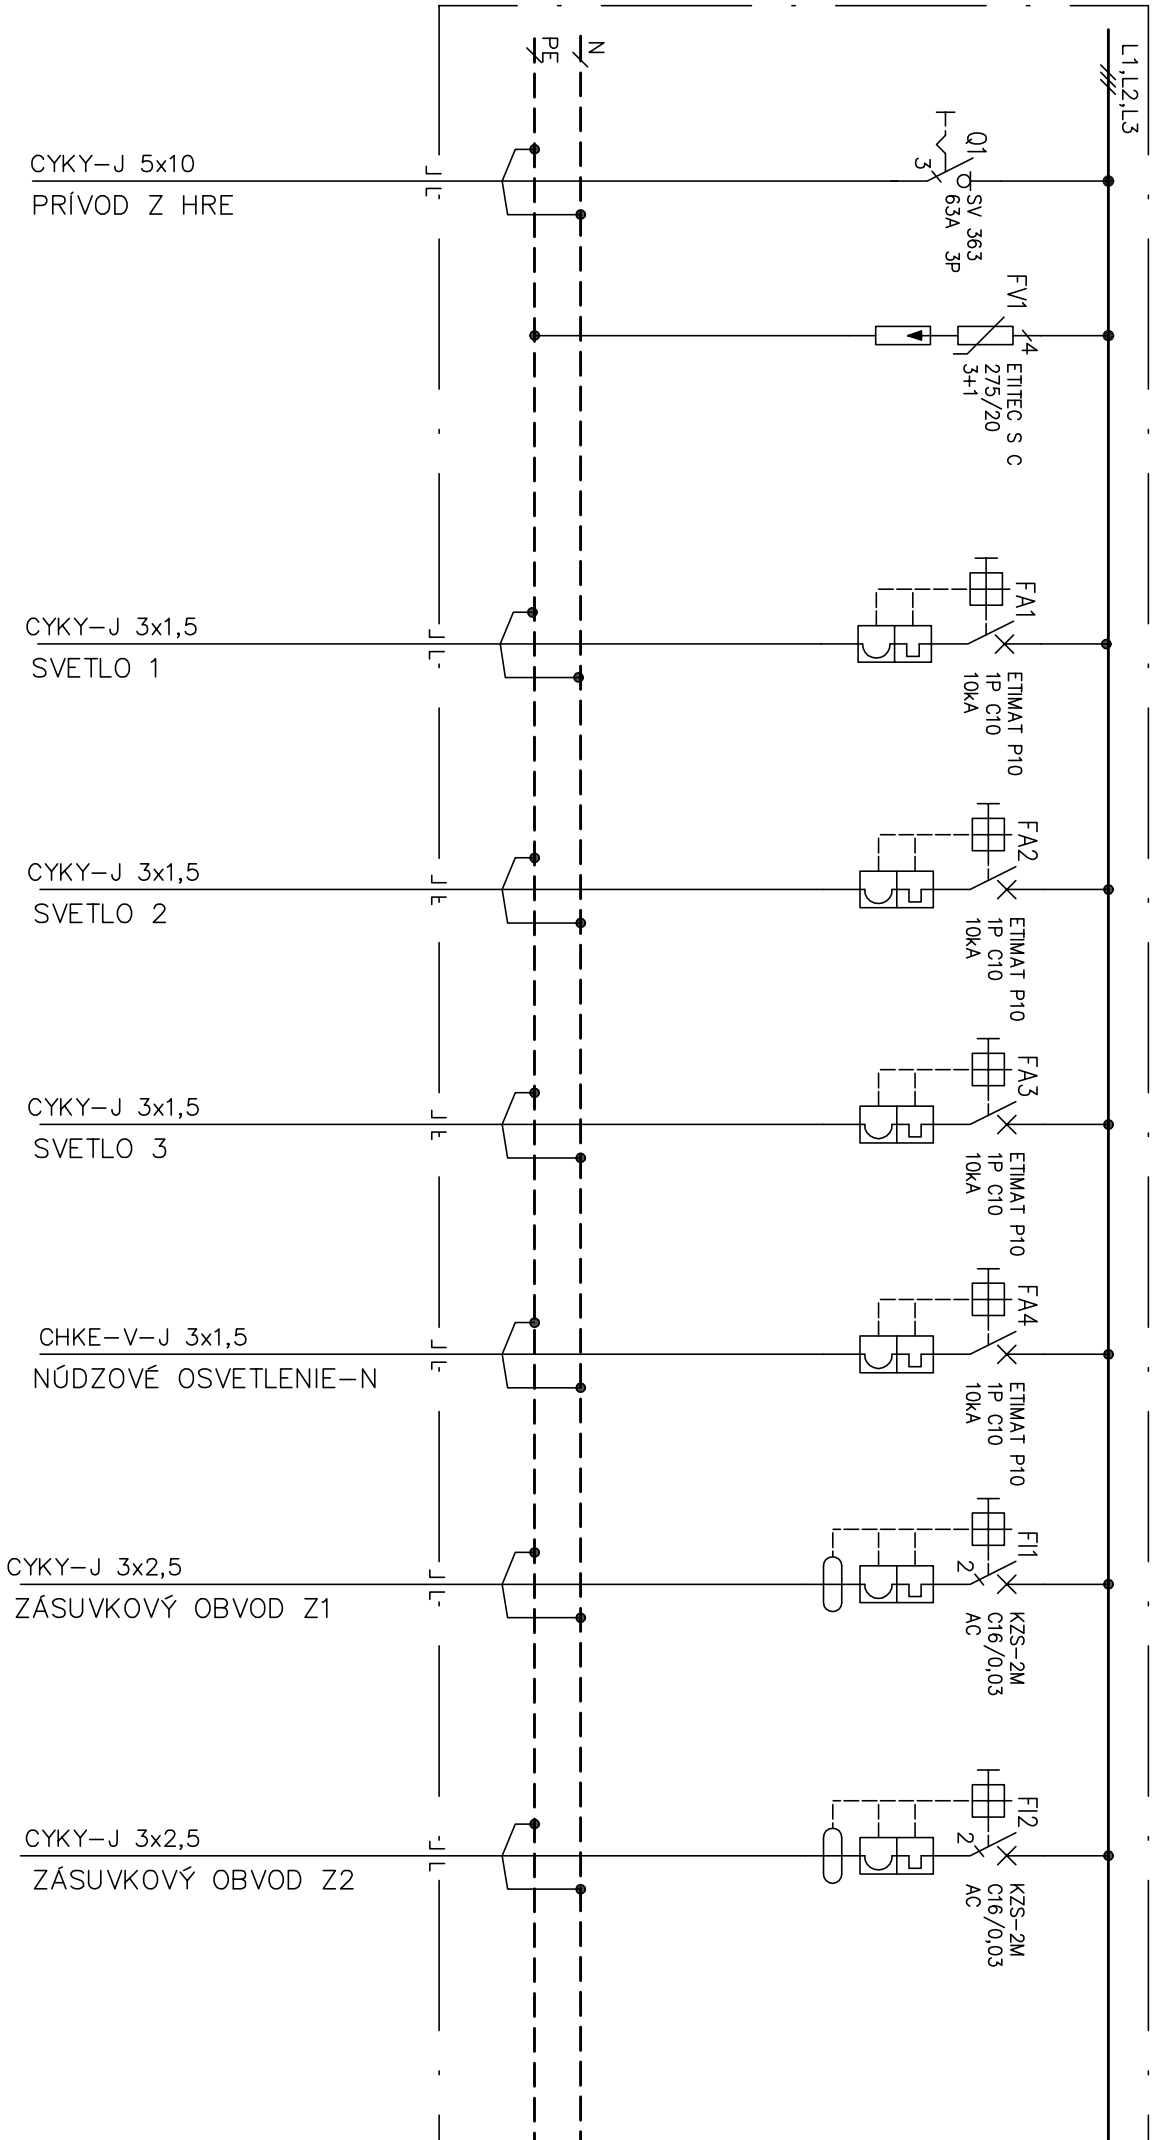 PE
N
L1,L2,L3
CYKY-J 5x10
PRÍVOD Z HRE
Q1
3
SV 363
63A 3P
FV1
4
ETITEC S C
275/20
3+1
CYKY-J 3x1,5
SVETLO 1
FA1
ETIMAT P10
1P C10
10kA
CYKY-J 3x1,5
SVETLO 2
FA2
ETIMAT P10
1P C10
10kA
CYKY-J 3x1,5
SVETLO 3
FA3
ETIMAT P10
1P C10
10kA
CHKE-V-J 3x1,5
NÚDZOVÉ OSVETLENIE-N
FA4
ETIMAT P10
1P C10
10kA
CYKY-J 3x2,5
ZÁSUVKOVÝ OBVOD Z1
FI1
2
KZS-2M
C16/0,03
AC
CYKY-J 3x2,5
ZÁSUVKOVÝ OBVOD Z2
FI2
2
KZS-2M
C16/0,03
AC